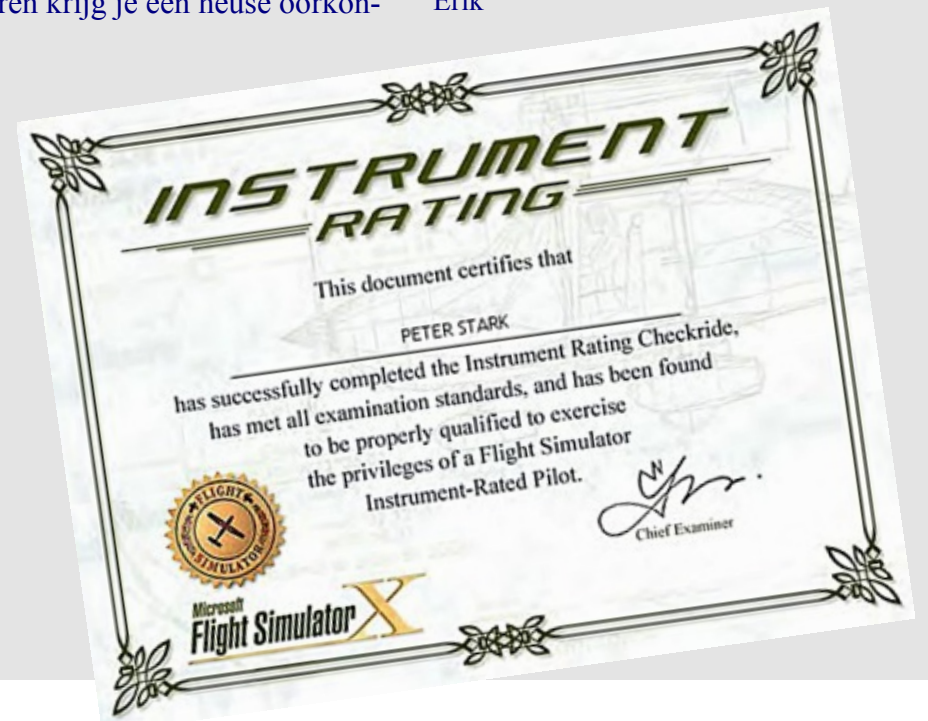 ren krijg je een heuse oorkon-
Erik
INSTRUMENT
RATING
This document certifies that
PETER STARK
has successfully completed the Instrument Rating Checkride,
has met all examination standards, and has been found
to be properly qualified to exercise
the privileges of a Flight Simulator
Instrument-Rated Pilot.
Chief Examiner
FLIGHT
SIMULATOR
Microsoft
Flight Simulator X